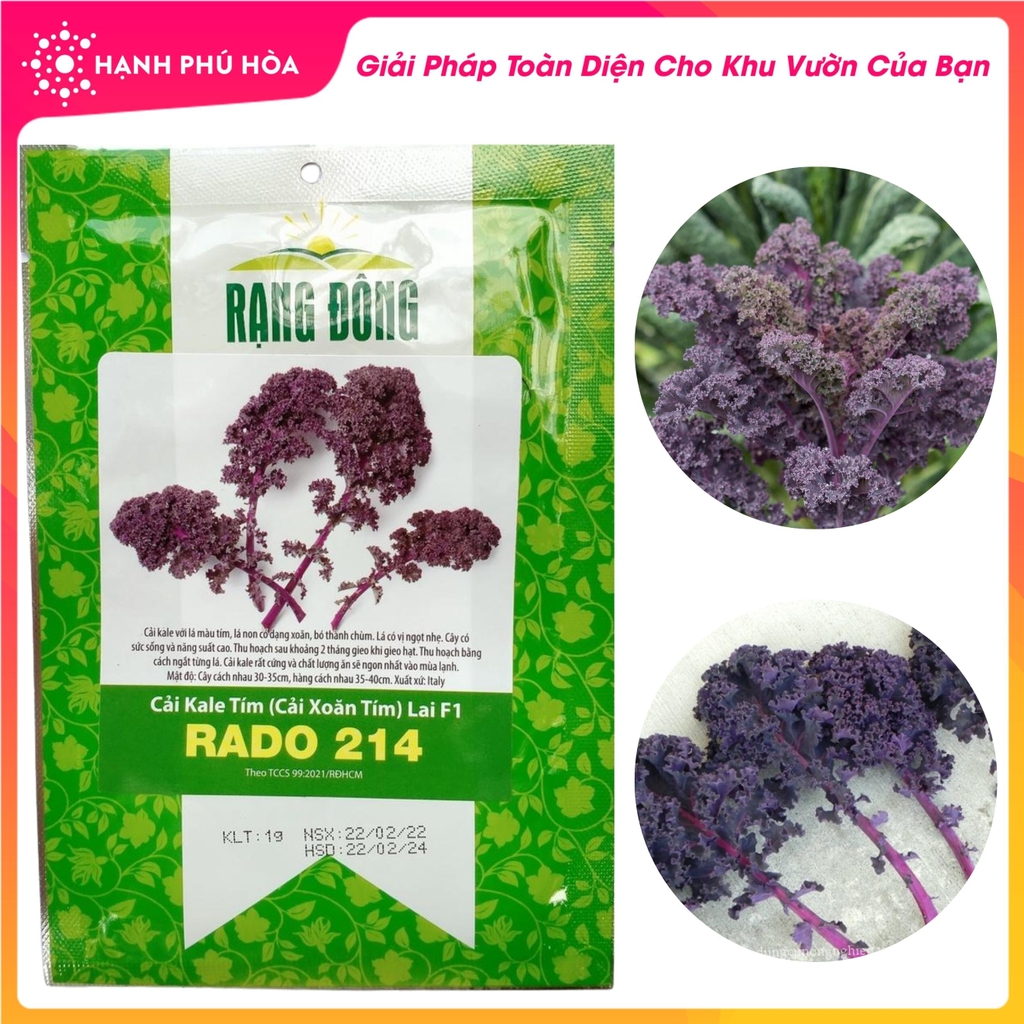 HẠNH PHÚ HÒA
Giải Pháp Toàn Diện Cho Khu Vườn Của Bạn
RẠNG ĐÔNG
Cải kale với lá màu tím, lá non có dạng xoăn, bó thành chùm. Lá có vị ngọt nhẹ. Cây có
sức sống và năng suất cao. Thu hoạch sau khoảng 2 tháng gieo khi gieo hạt. Thu hoạch bằng
cách ngắt từng lá. Cải kale rất cứng và chất lượng ăn sẽ ngon nhất vào mùa lạnh.
Mật độ: Cây cách nhau 30-35cm, hàng cách nhau 35-40cm. Xuất xứ: Italy
Cải Kale Tím (Cải Xoăn Tím) Lai F1
RADO 214
Theo TCCS 99:2021/RĐHCM
KLT:1g NSX:22/02/22
HSD:22/02/24